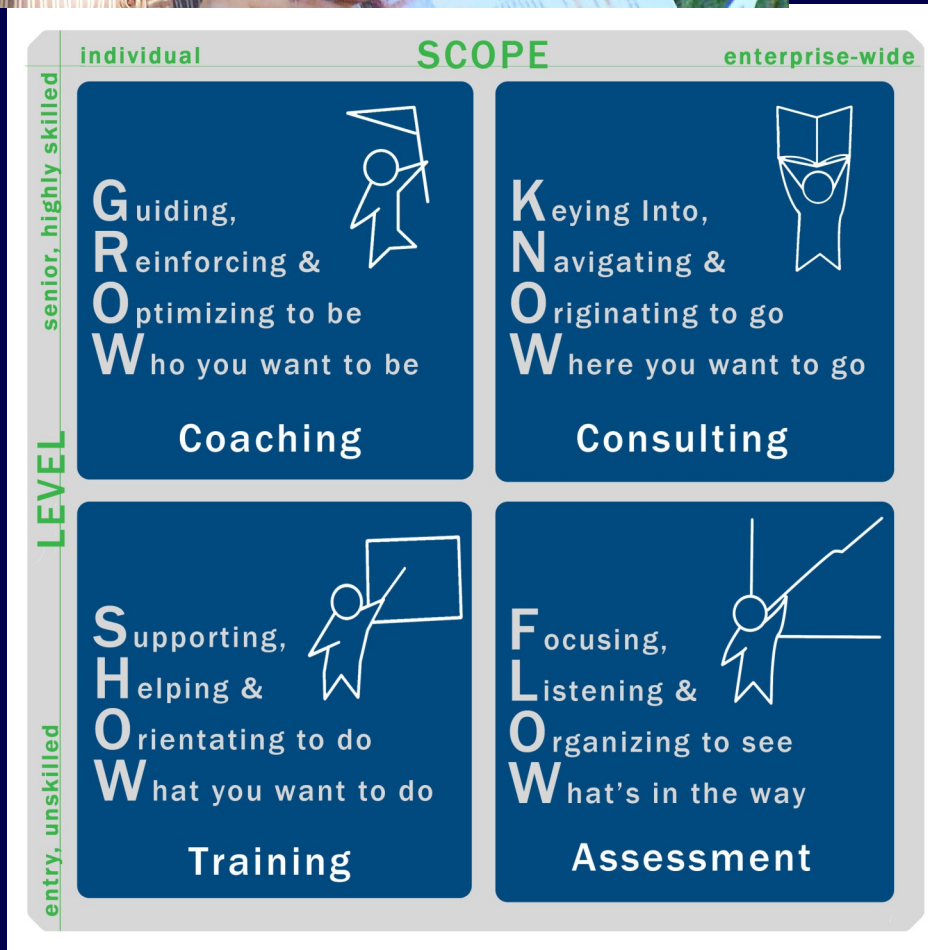 individual SCOPE enterprise-wide
senior, highly skilled
LEVEL
entry, unskilled
Guiding,
Reinforcing &
Optimizing to be
Who you want to be
Coaching
Keying Into,
Navigating &
Originating to go
Where you want to go
Consulting
Supporting,
Helping &
Orientating to do
What you want to do
Training
Focusing,
Listening &
Organizing to see
What's in the way
Assessment